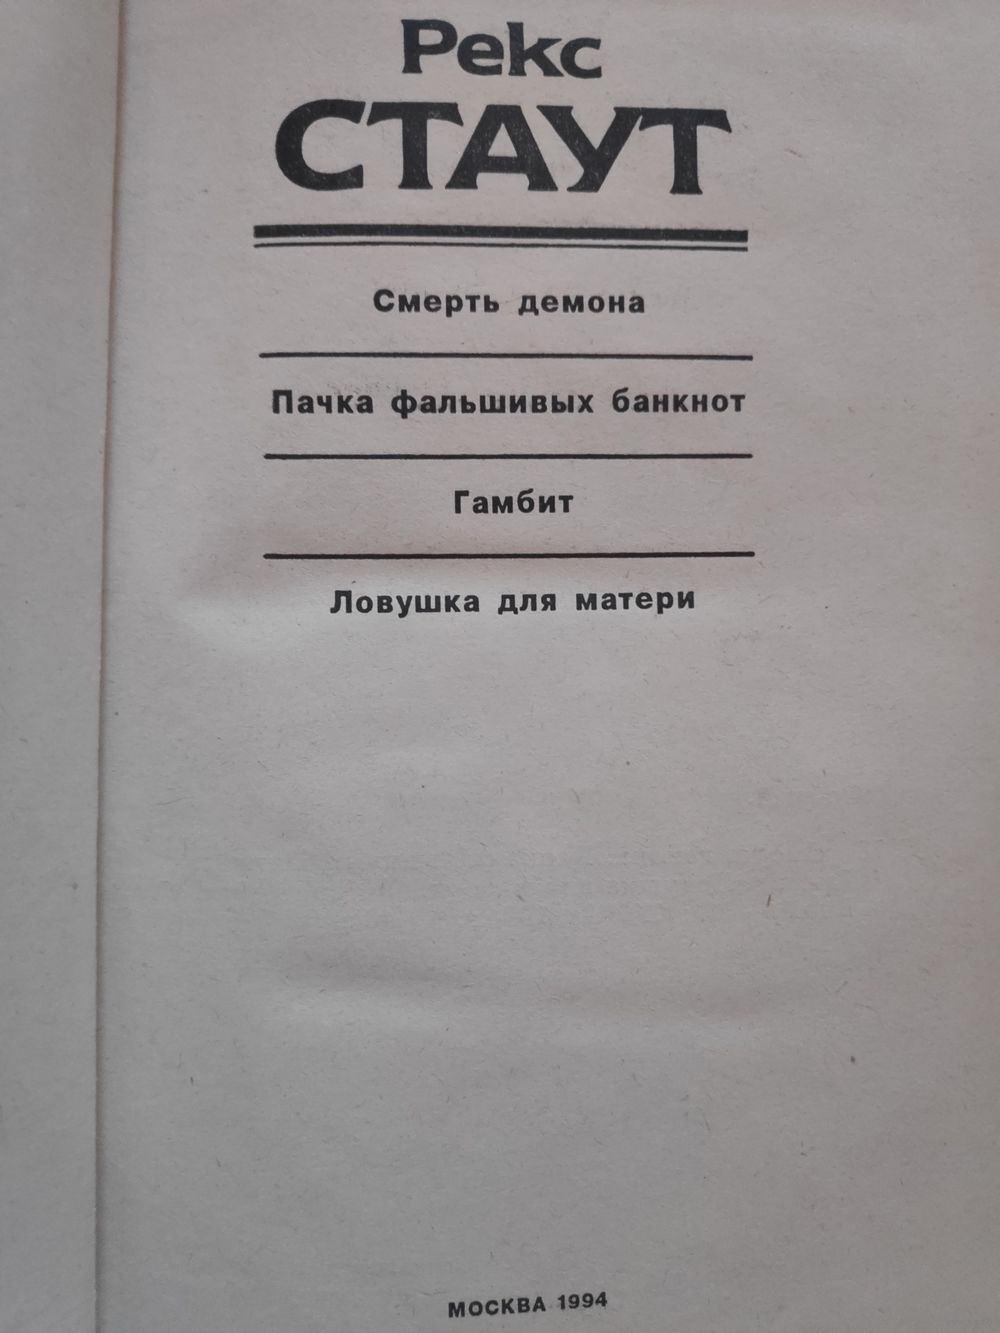 Рекс
СТАУТ
Смерть демона
Пачка фальшивых банкнот
Гамбит
Ловушка для матери
МОСКВА 1994